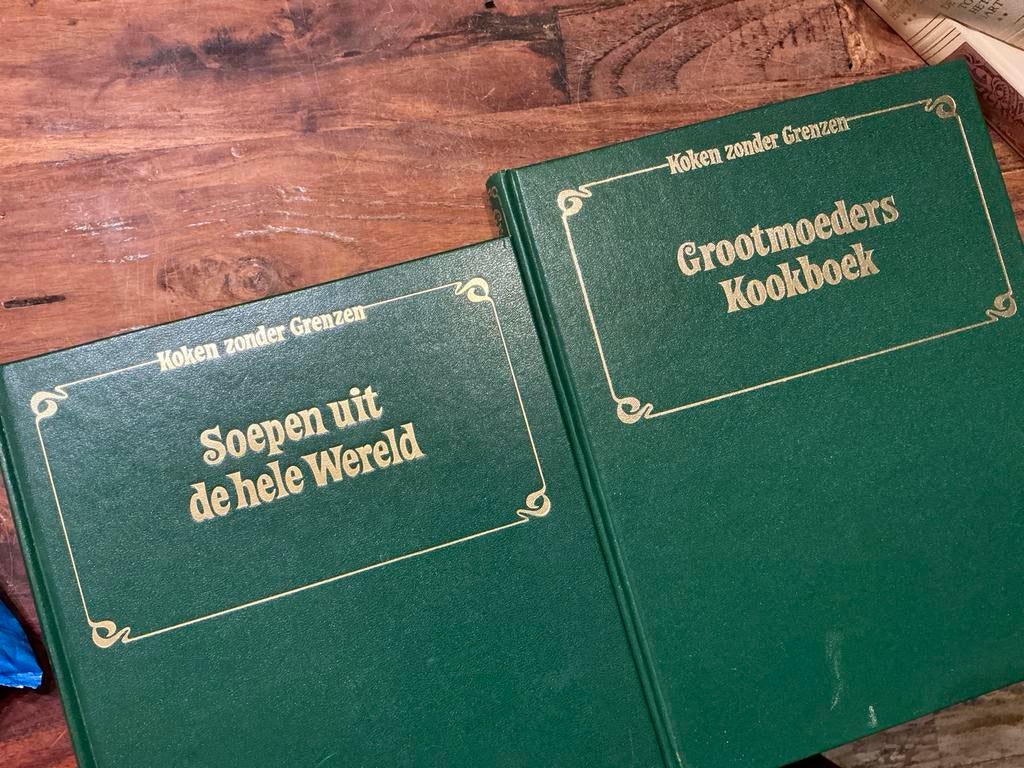 Koken zonder Grenzen
Soepen uit
de hele Wereld
Koken zonder Grenzen
Grootmoeders
Kookboek